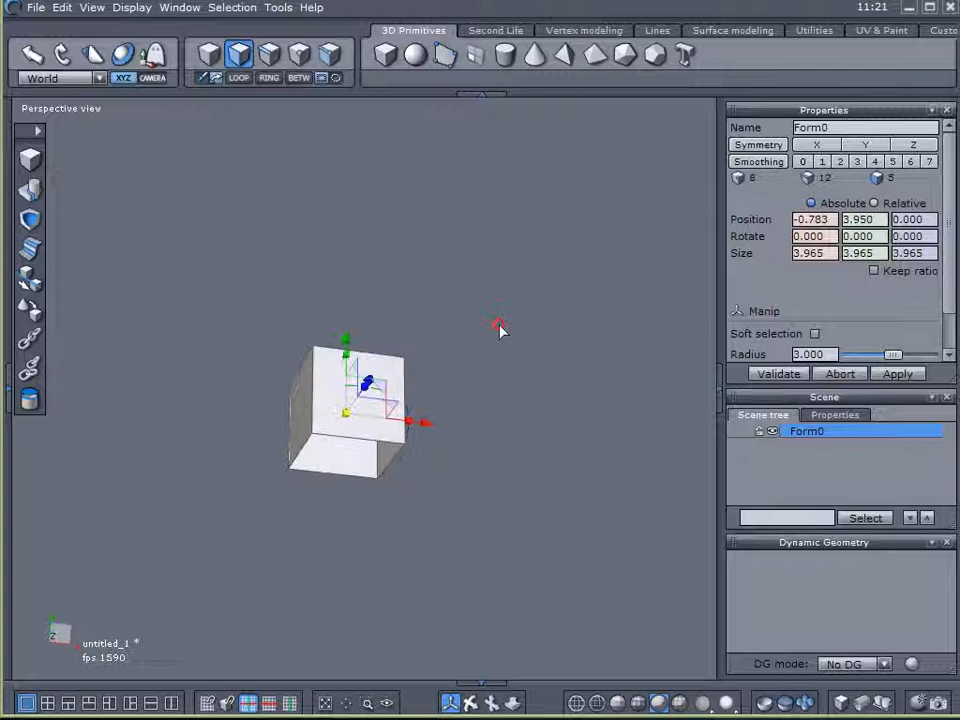 File Edit View Display Window Selection Tools Help 11:21
3D Primitives Second Life Vertex modeling Lines Surface modeling Utilities UV & Paint Custo
World XYZ CAMERA LOOP RING BETW
Perspective view
Properties
Name Form0
Symmetry X Y Z
Smoothing 0 1 2 3 4 5 6 7
8 12 5
Absolute Relative
Position -0.783 3.950 0.000
Rotate 0.000 0.000 0.000
Size 3.965 3.965 3.965
Keep ratio
Manip
Soft selection
Radius 3.000
Validate Abort Apply
Scene
Scene tree Properties
Form0
Select
Dynamic Geometry
Z
untitled_1 *
fps 1590
DG mode: No DG